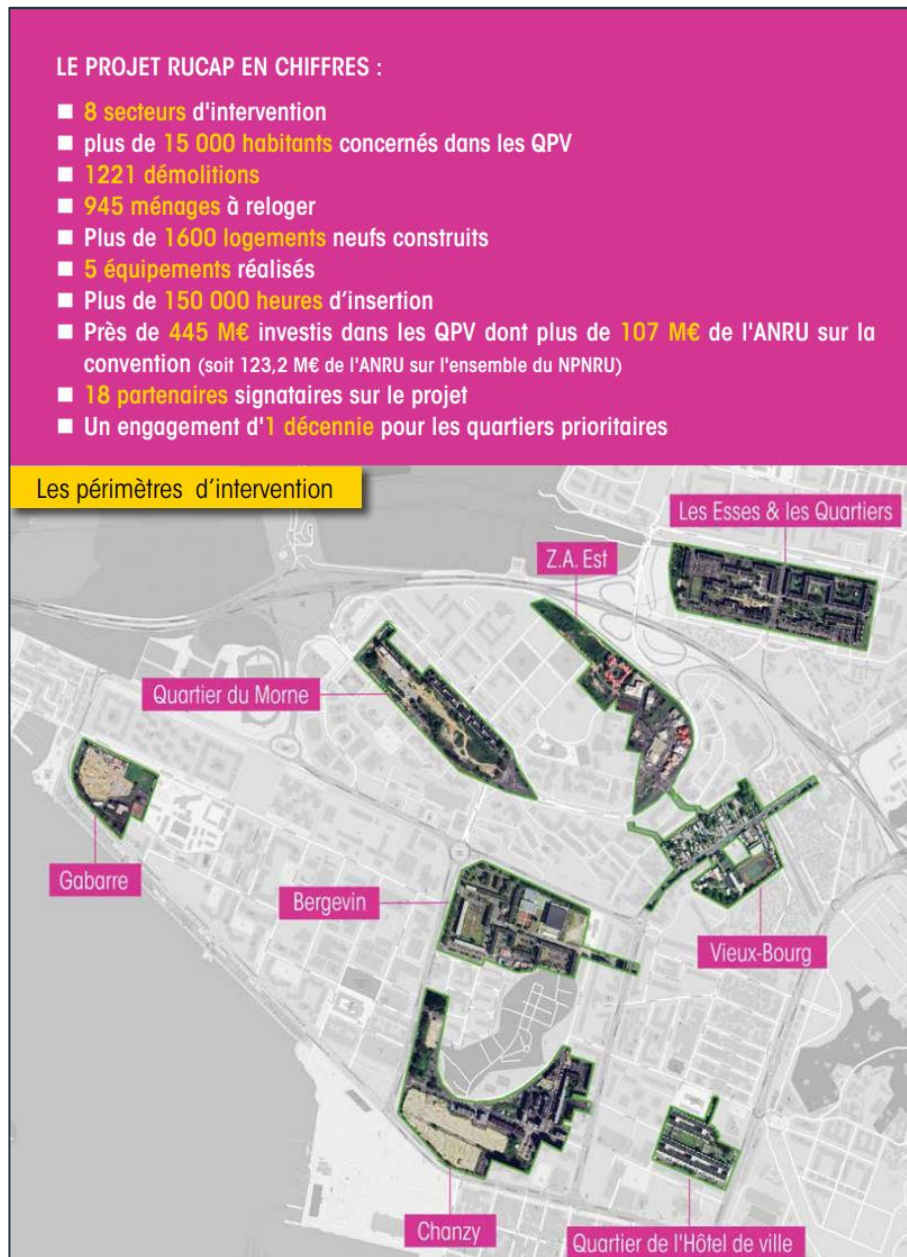 LE PROJET RUCAP EN CHIFFRES :
8 secteurs d'intervention
plus de 15 000 habitants concernés dans les QPV
1221 démolitions
945 ménages à reloger
Plus de 1600 logements neufs construits
5 équipements réalisés
Plus de 150 000 heures d'insertion
Près de 445 M€ investis dans les QPV dont plus de 107 M€ de l'ANRU sur la
convention (soit 123,2 M€ de l'ANRU sur l'ensemble du NPNRU)
18 partenaires signataires sur le projet
Un engagement d'1 décennie pour les quartiers prioritaires
Les périmètres d'intervention
Les Esses & les Quartiers
Z.A. Est
Quartier du Morne
Gabarre
Bergevin
Vieux-Bourg
Chanzy
Quartier de l'Hôtel de ville